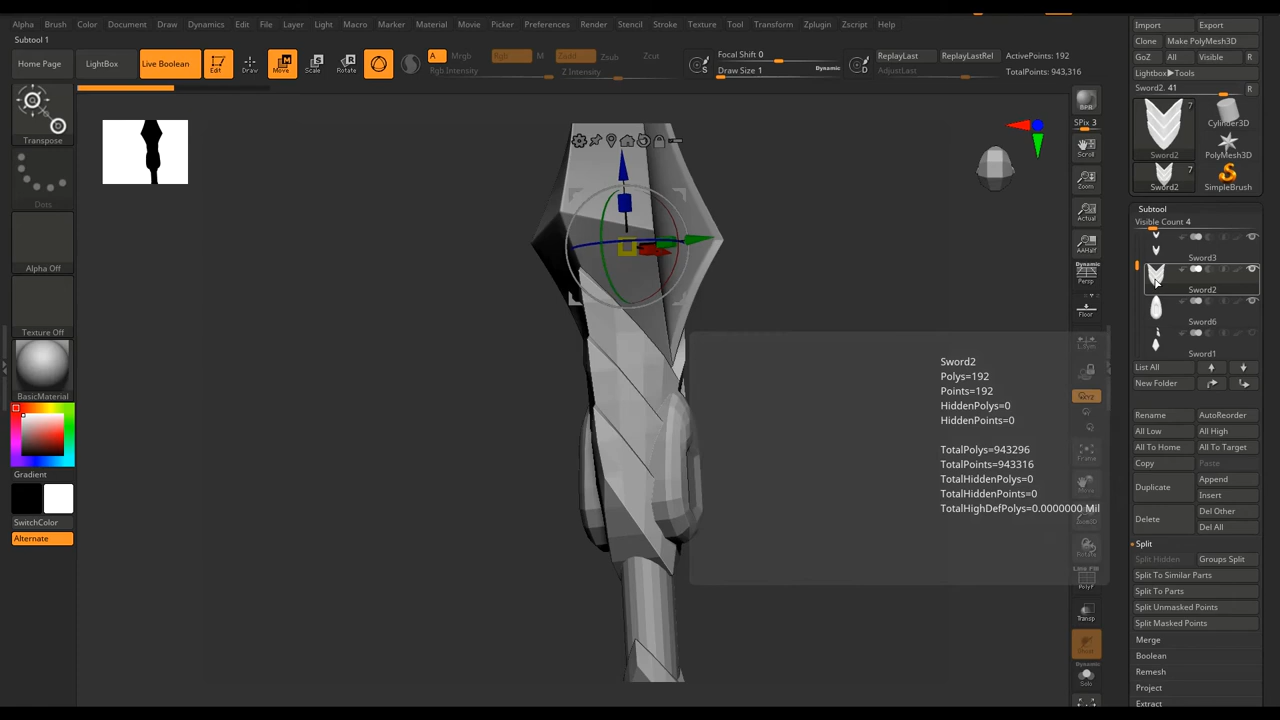 Alpha Brush Color Document Draw Dynamics Edit File Layer Light Macro Marker Material Movie Picker Preferences Render Stencil Stroke Texture Tool Transform Zplugin Zscript Help
Subtool 1
Home Page
LightBox
Live Boolean
Edit
Draw
Move
Scale
Rotate
A
Mrgb
Rgb
M
Zadd
Zsub
Zcut
Rgb Intensity
Z Intensity
S
Focal Shift 0
Draw Size 1
Dynamic
D
ReplayLast
ReplayLastRel
AdjustLast
ActivePoints: 192
TotalPoints: 943,316
Transpose
Dots
Alpha Off
Texture Off
BasicMaterial
Gradient
SwitchColor
Alternate
Sword2
Polys=192
Points=192
HiddenPolys=0
HiddenPoints=0
TotalPolys=943296
TotalPoints=943316
TotalHiddenPolys=0
TotalHiddenPoints=0
TotalHighDefPolys=0.0000000 Mil
BPR
SPix 3
Scroll
Zoom
Actual
AAHalf
Dynamic
Persp
Floor
L.Sym
Frame
Move
Zoom3D
Rotate
Line Fill
PolyF
Transp
Dynamic
Solo
Import
Export
Clone
Make PolyMesh3D
GoZ
All
Visible
R
Lightbox▶Tools
Sword2. 41
R
7
Sword2
Cylinder3D
PolyMesh3D
7
Sword2
SimpleBrush
Subtool
Visible Count 4
Sword3
Sword2
Sword6
Sword1
List All
New Folder
Rename
AutoReorder
All Low
All High
All To Home
All To Target
Copy
Paste
Duplicate
Append
Insert
Delete
Del Other
Del All
Split
Split Hidden
Groups Split
Split To Similar Parts
Split To Parts
Split Unmasked Points
Split Masked Points
Merge
Boolean
Remesh
Project
Extract